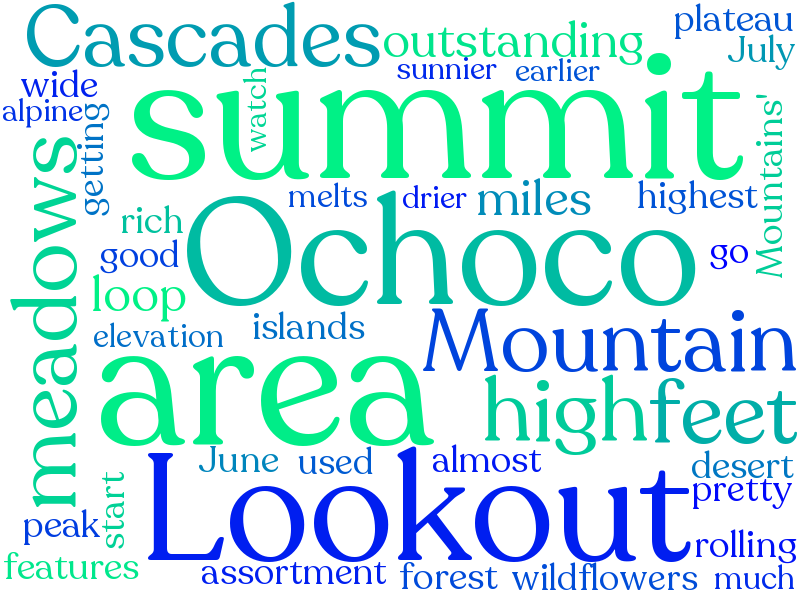 Cascades
outstanding
plateau
July
sunnier
earlier
wide
alpine
watch
getting
summit
Mountains'
meadows
melts
drier
miles
highest
rich
Ochoco
good
go
loop
islands
elevation
Mountain
area
high
feet
June
used
almost
desert
Lookout
pretty
start
peak
rolling
features
assortment
forest
wildflowers
much